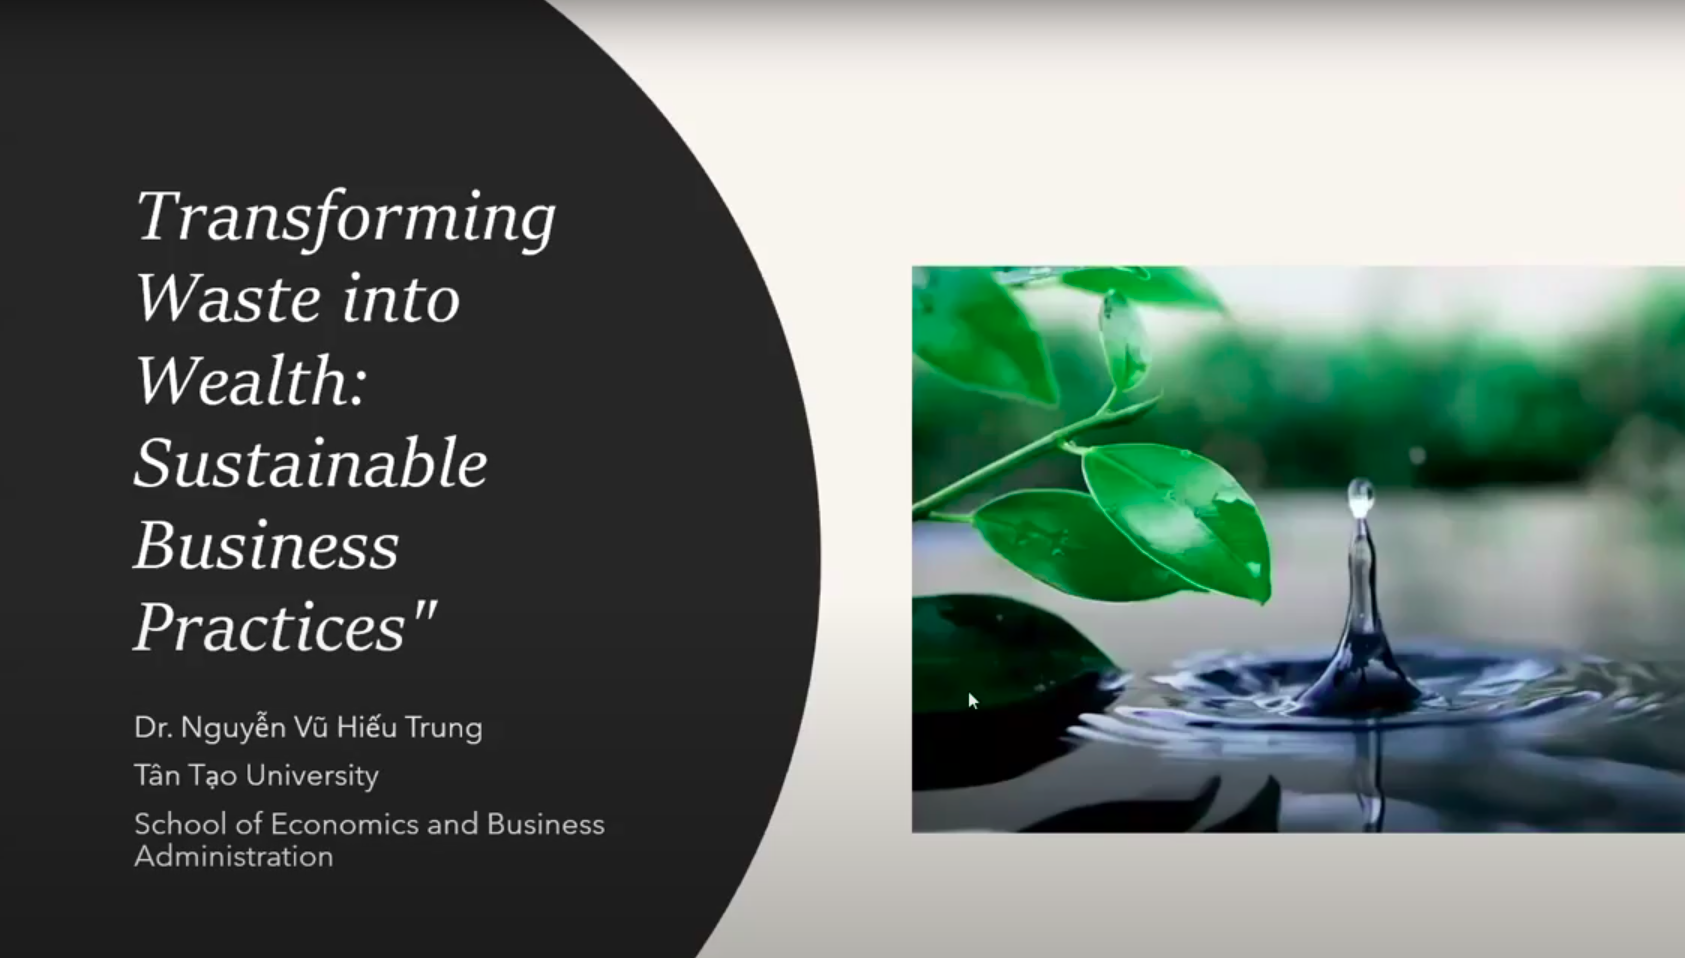 Transforming
Waste into
Wealth:
Sustainable
Business
Practices"
Dr. Nguyễn Vũ Hiếu Trung
Tân Tạo University
School of Economics and Business
Administration